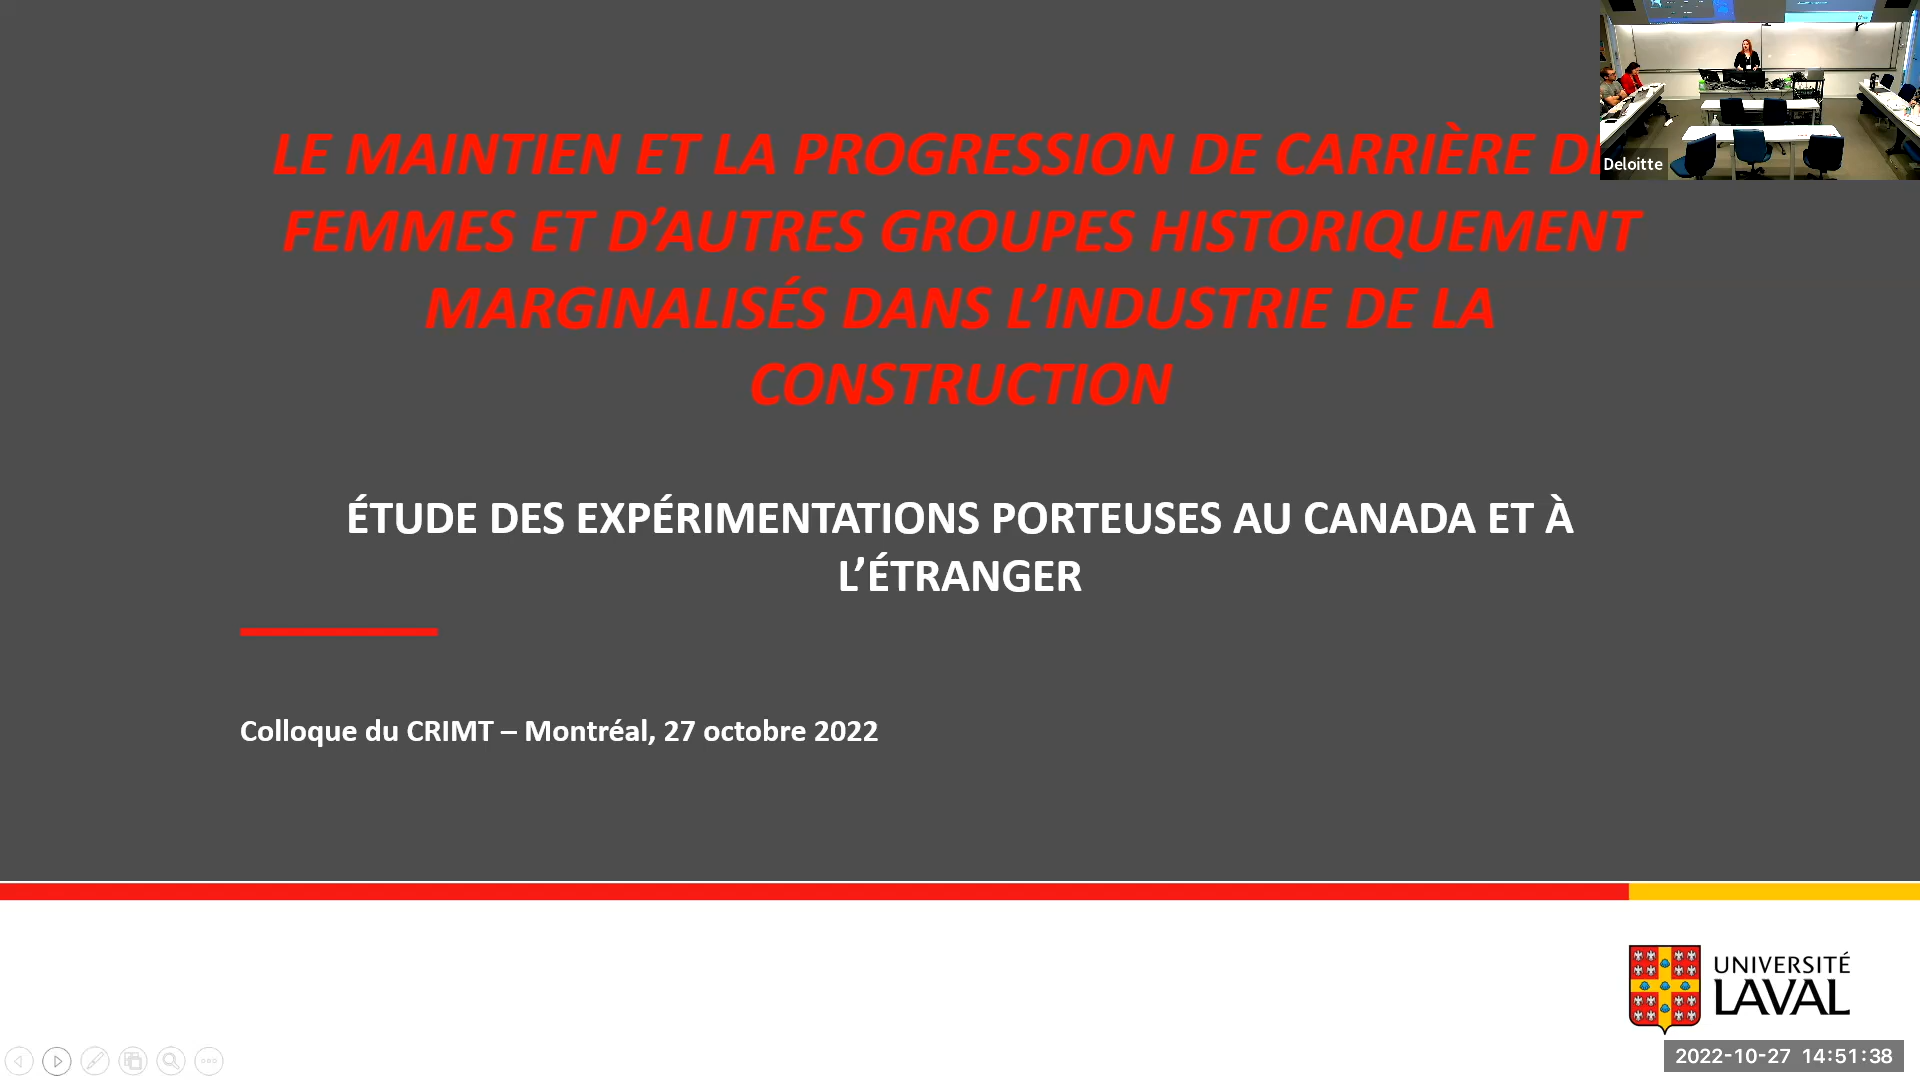 LE MAINTIEN ET LA PROGRESSION DE CARRIÈRE
FEMMES ET D'AUTRES GROUPES HISTORIQUEMENT
MARGINALISÉS DANS L'INDUSTRIE DE LA
CONSTRUCTION
Deloitte
ÉTUDE DES EXPÉRIMENTATIONS PORTEUSES AU CANADA ET À
L'ÉTRANGER
Colloque du CRIMT – Montréal, 27 octobre 2022
UNIVERSITÉ
LAVAL
2022-10-27 14:51:38